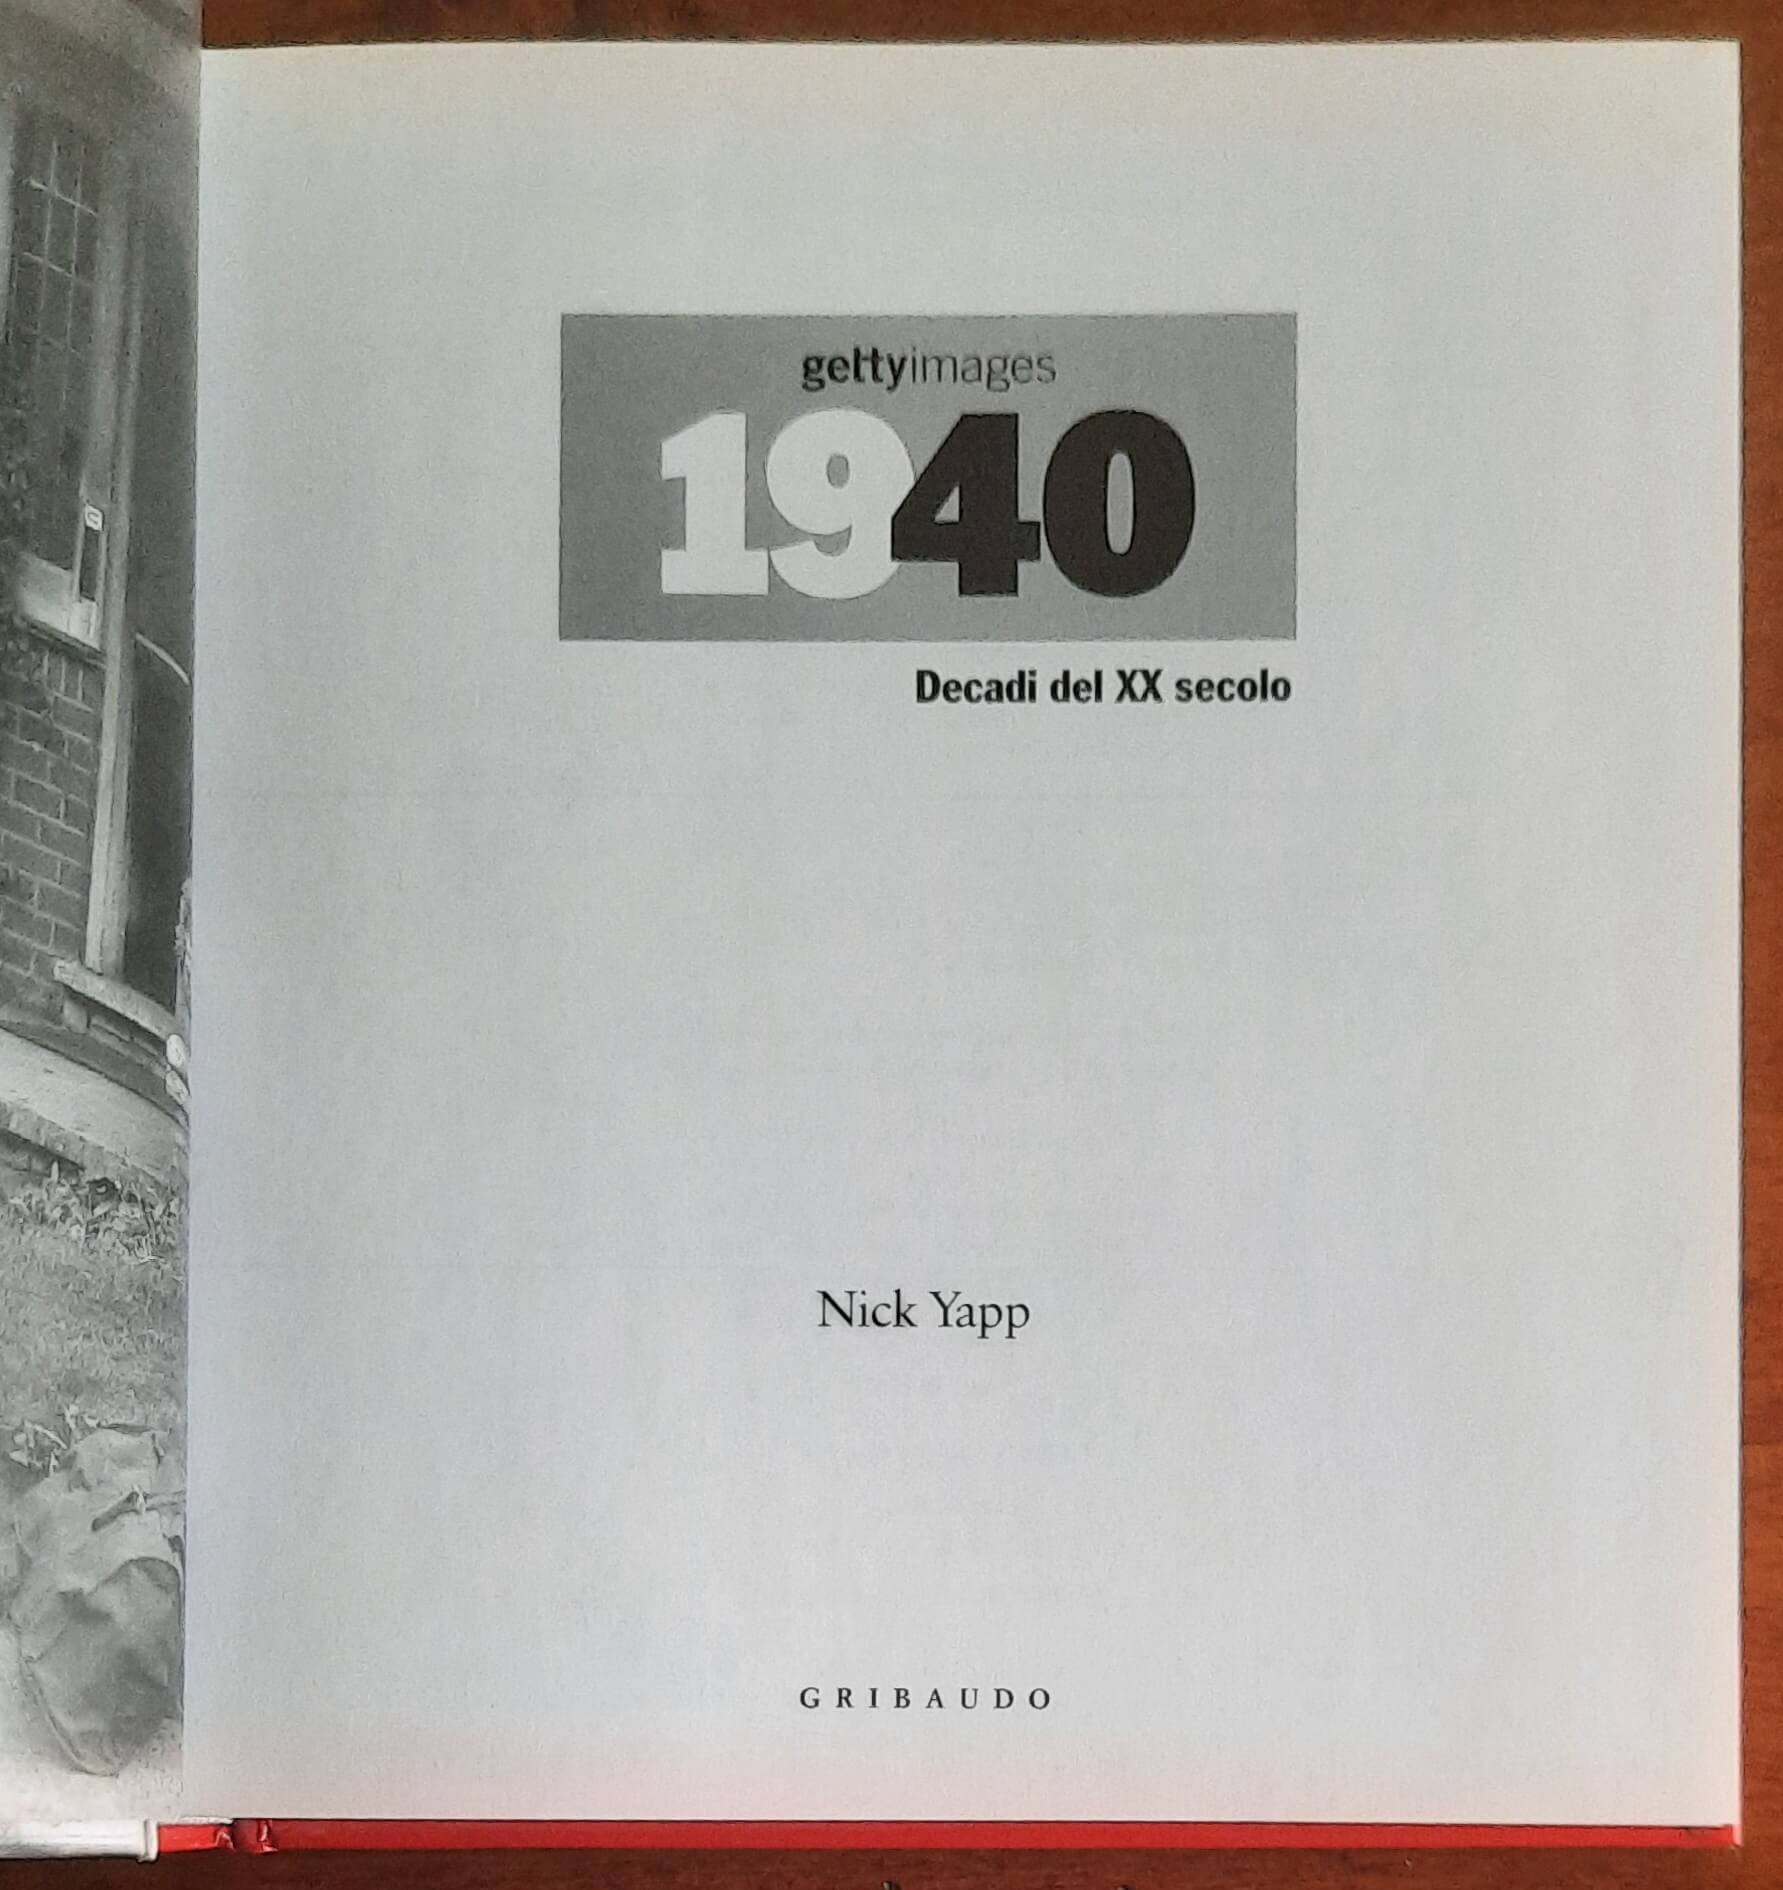 gettyimages
1940
Decadi del XX secolo
Nick Yapp
GRIBAUDO